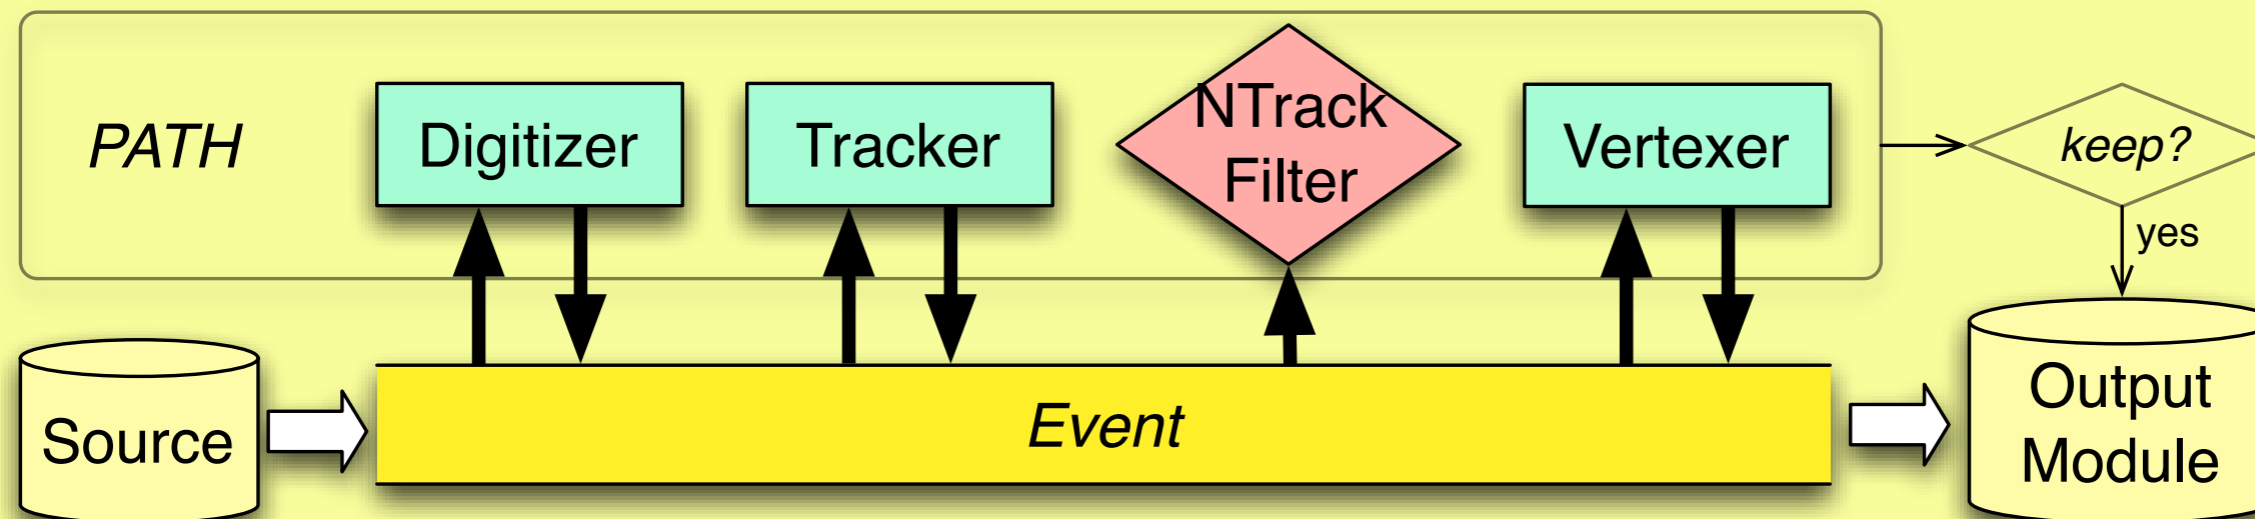 PATH
Digitizer
Tracker
NTrack
Filter
Vertexer
keep?
yes
Source
Event
Output
Module